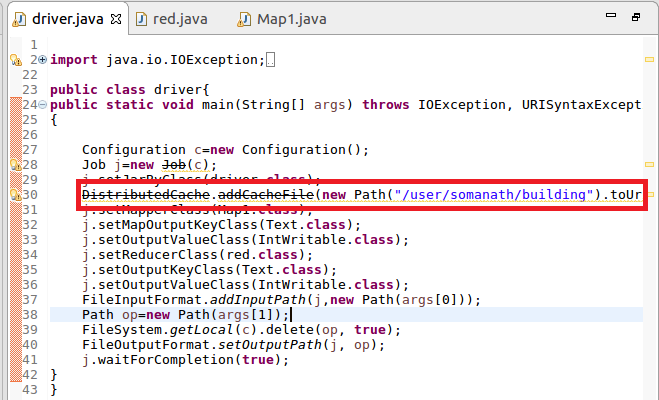 driver.java
red.java
Map1.java
1
2 import java.io.IOException;
22
23 public class driver{
24 public static void main(String[] args) throws IOException, URISyntaxExcept
25 {
26
27 Configuration c=new Configuration();
28 Job j=new Job(c);
29 j.setJarByClass(driver.class);
30 DistributedCache.addCacheFile(new Path("/user/somanath/building").toUr
31 j.setMapperClass(Map1.class);
32 j.setMapOutputKeyClass(Text.class);
33 j.setOutputValueClass(IntWritable.class);
34 j.setReducerClass(red.class);
35 j.setOutputKeyClass(Text.class);
36 j.setOutputValueClass(IntWritable.class);
37 FileInputFormat.addInputPath(j,new Path(args[0]));
38 Path op=new Path(args[1]);
39 FileSystem.getLocal(c).delete(op, true);
40 FileOutputFormat.setOutputPath(j, op);
41 j.waitForCompletion(true);
42 }
43 }